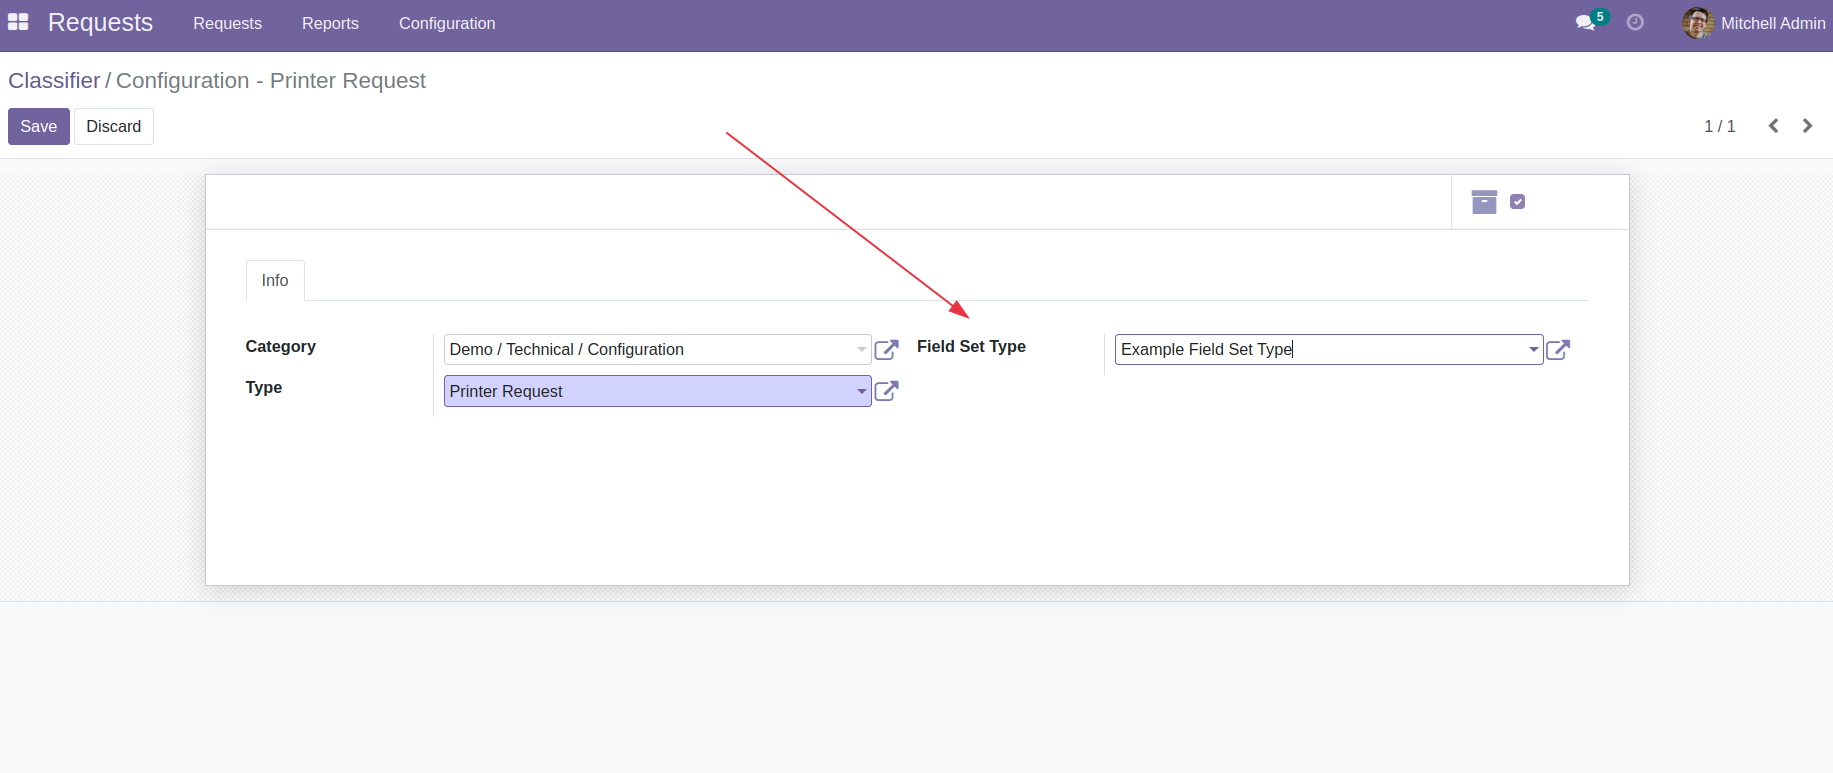 Requests Requests Reports Configuration 5 Mitchell Admin
Classifier / Configuration - Printer Request
Save Discard 1 / 1
Info
Category Demo / Technical / Configuration Field Set Type Example Field Set Type
Type Printer Request